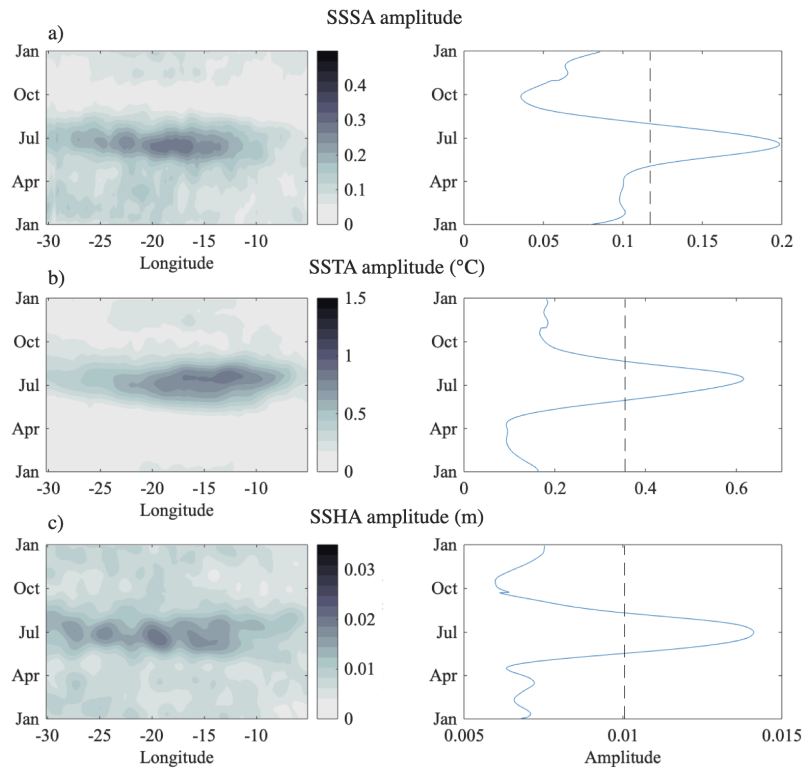 SSSA amplitude
a)
Jan
Oct
Jul
Apr
Jan
-30 -25 -20 -15 -10
Longitude
0.4
0.3
0.2
0.1
0
Jan
Oct
Jul
Apr
Jan
0 0.05 0.1 0.15 0.2
SSTA amplitude (°C)
b)
Jan
Oct
Jul
Apr
Jan
-30 -25 -20 -15 -10
Longitude
1.5
1
0.5
0
Jan
Oct
Jul
Apr
Jan
0 0.2 0.4 0.6
SSHA amplitude (m)
c)
Jan
Oct
Jul
Apr
Jan
-30 -25 -20 -15 -10
Longitude
0.03
0.02
0.01
0
Jan
Oct
Jul
Apr
Jan
0.005 0.01 0.015
Amplitude